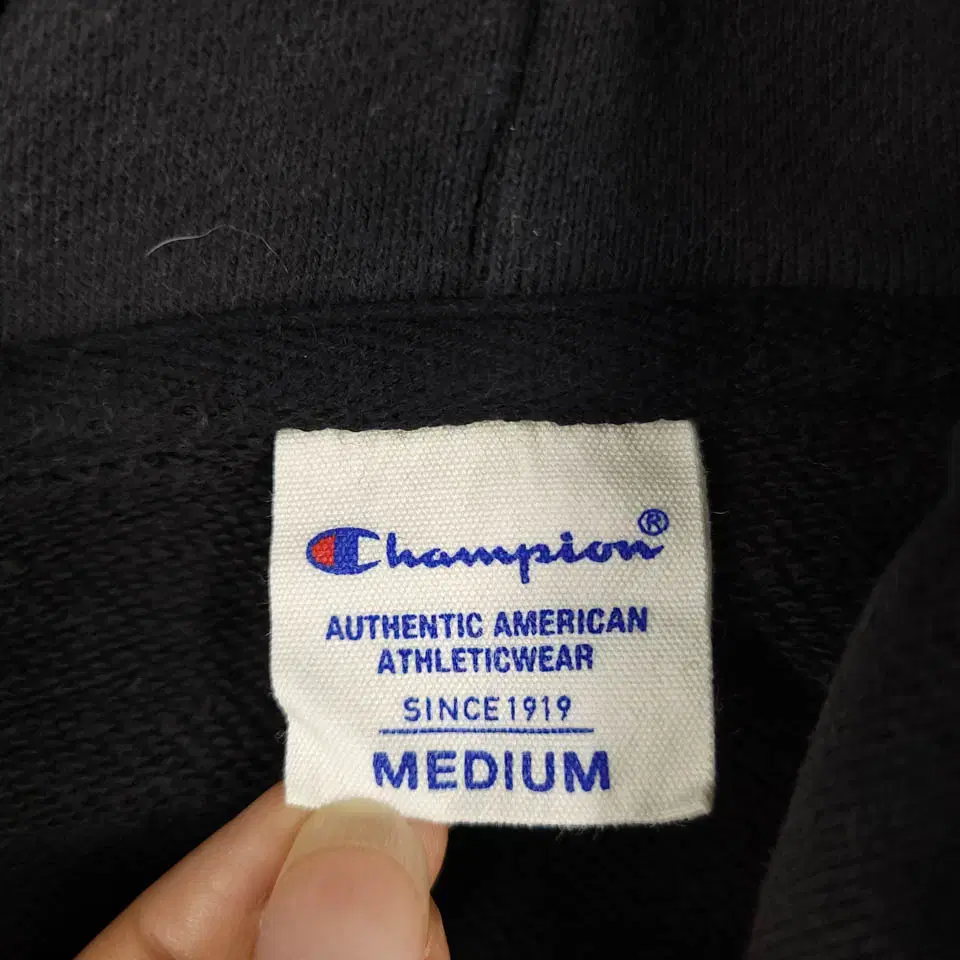 Champion®
AUTHENTIC AMERICAN
ATHLETICWEAR
SINCE 1919
MEDIUM